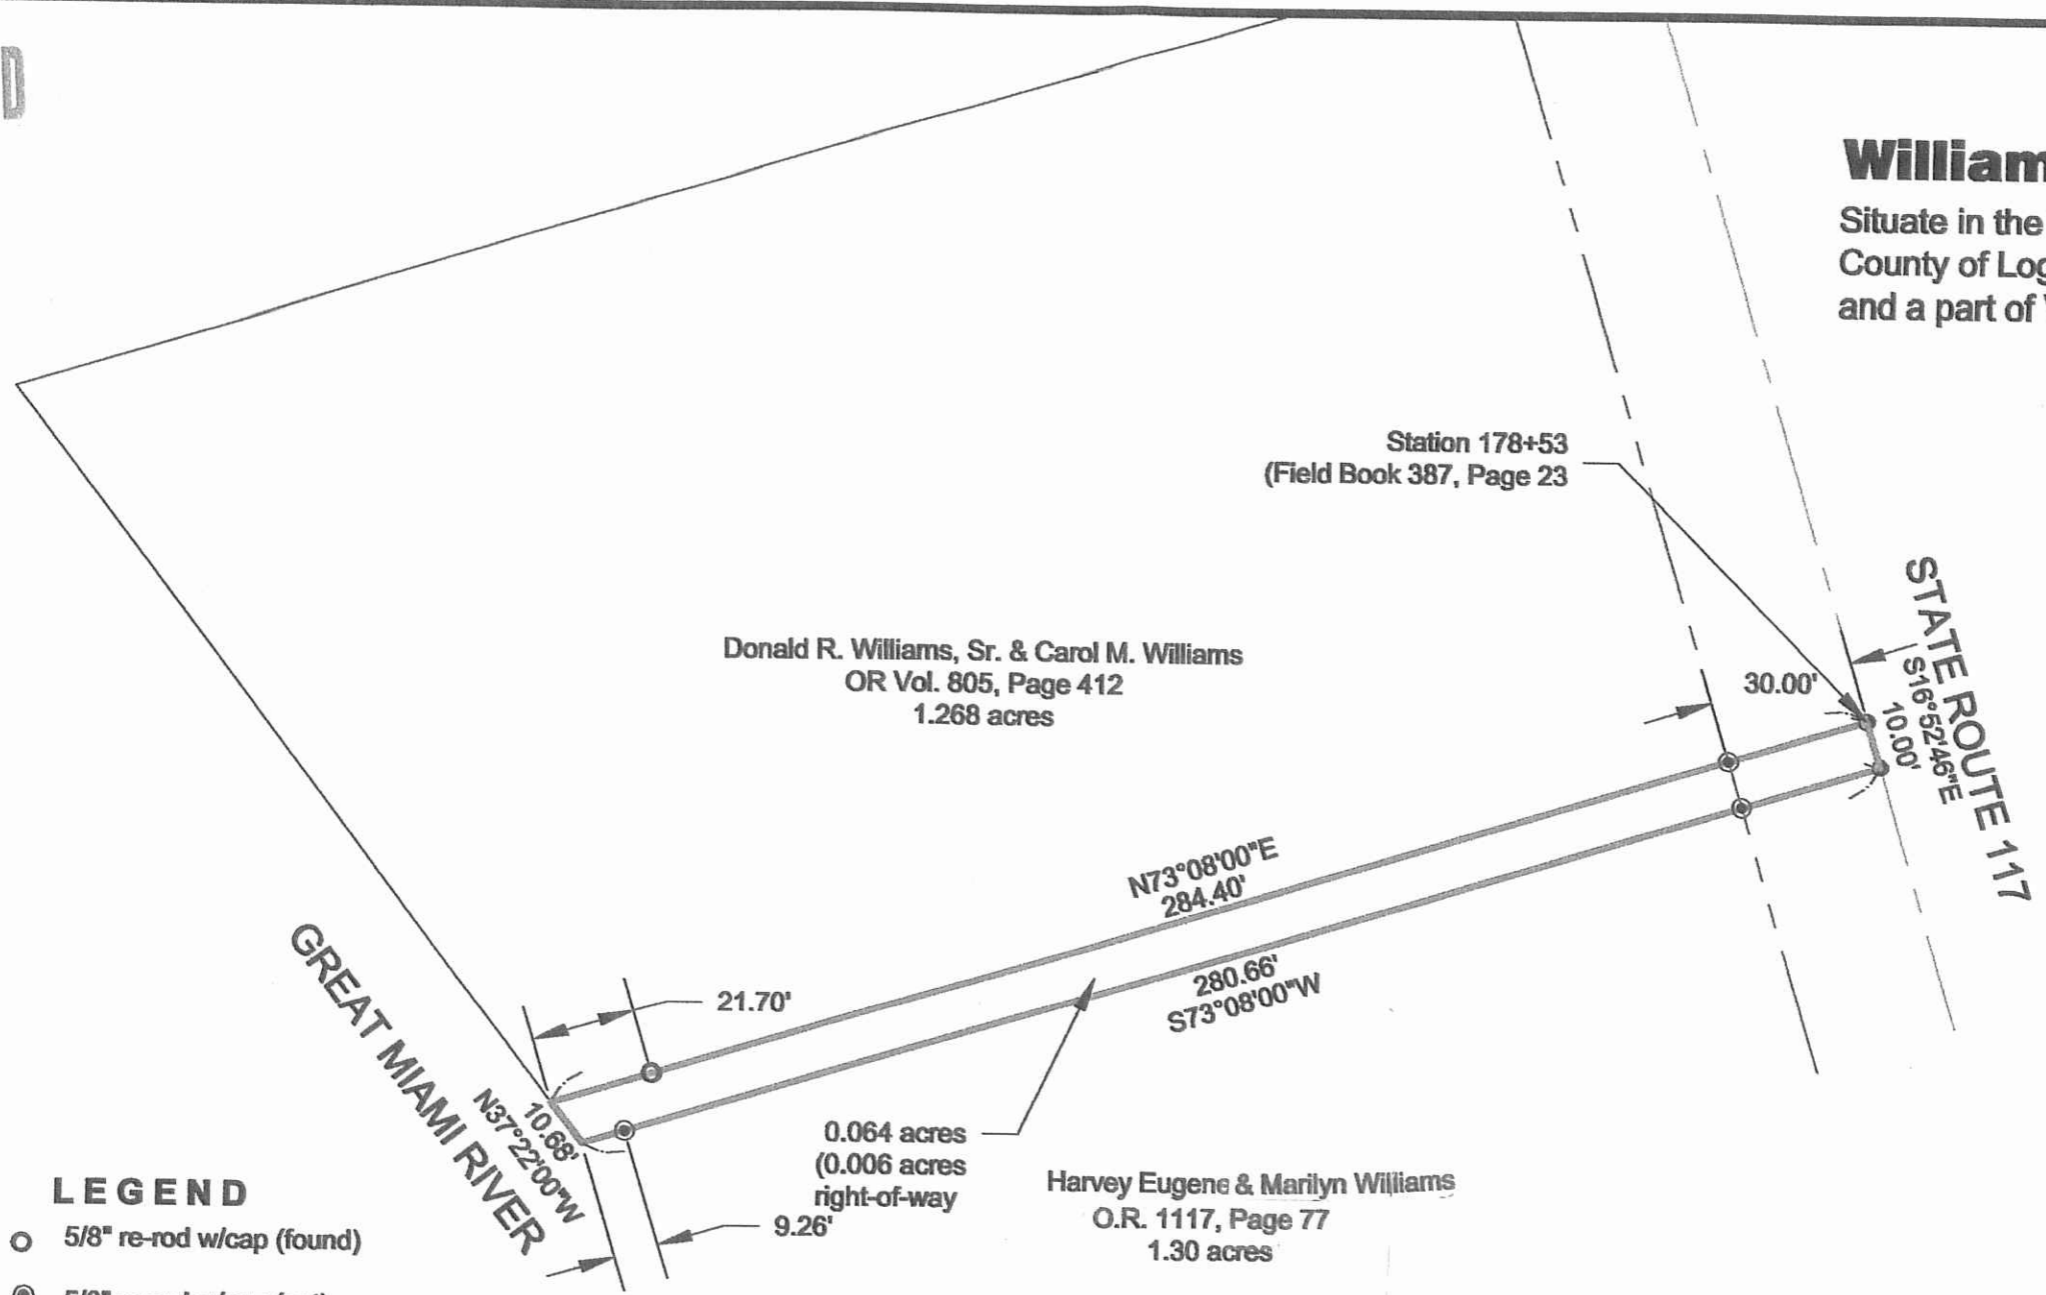 D
William
Situate in the
County of Log
and a part of
Station 178+53
(Field Book 387, Page 23
STATE ROUTE 117
S16°52'46"E
10.00'
30.00'
Donald R. Williams, Sr. & Carol M. Williams
OR Vol. 805, Page 412
1.268 acres
N73°08'00"E
284.40'
280.66'
S73°08'00"W
21.70'
GREAT MIAMI RIVER
N37°22'00"W
10.68'
0.064 acres
(0.006 acres
right-of-way
9.26'
Harvey Eugene & Marilyn Williams
O.R. 1117, Page 77
1.30 acres
LEGEND
5/8" re-rod w/cap (found)